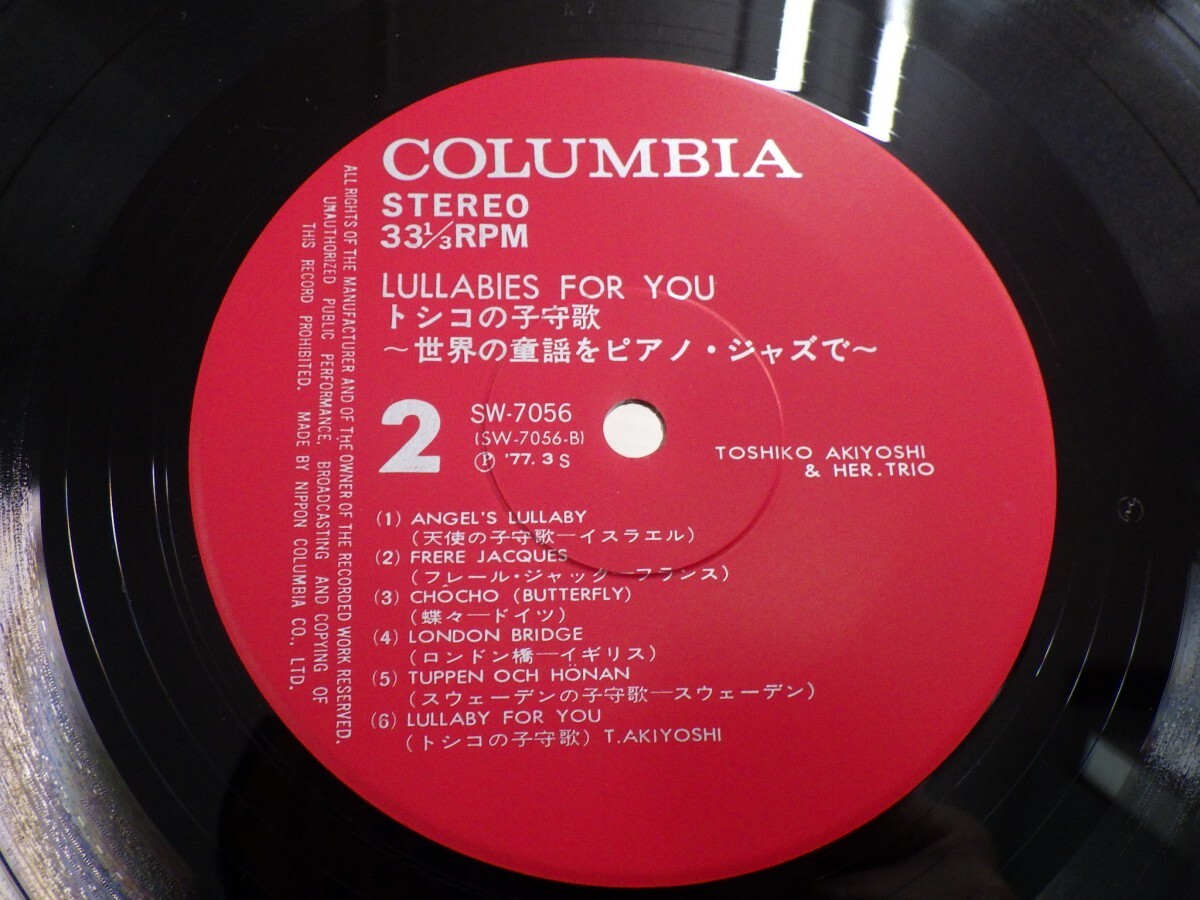 COLUMBIA
STEREO
33⅓RPM
LULLABIES FOR YOU
トシコの子守歌
～世界の童謡をピアノ・ジャズで～
2
SW-7056
(SW-7056-B)
Ⓟ '77. 3 S
TOSHIKO AKIYOSHI
& HER.TRIO
(1) ANGEL'S LULLABY
(天使の子守歌―イスラエル)
(2) FRERE JACQUES
(フレール・ジャック―フランス)
(3) CHŌCHO (BUTTERFLY)
(蝶々―ドイツ)
(4) LONDON BRIDGE
(ロンドン橋―イギリス)
(5) TUPPEN OCH HÖNAN
(スウェーデンの子守歌―スウェーデン)
(6) LULLABY FOR YOU
(トシコの子守歌) T.AKIYOSHI
ALL RIGHTS OF THE MANUFACTURER AND OF THE OWNER OF THE RECORDED WORK RESERVED.
UNAUTHORIZED PUBLIC PERFORMANCE, BROADCASTING AND COPYING OF
THIS RECORD PROHIBITED. MADE BY NIPPON COLUMBIA CO., LTD.